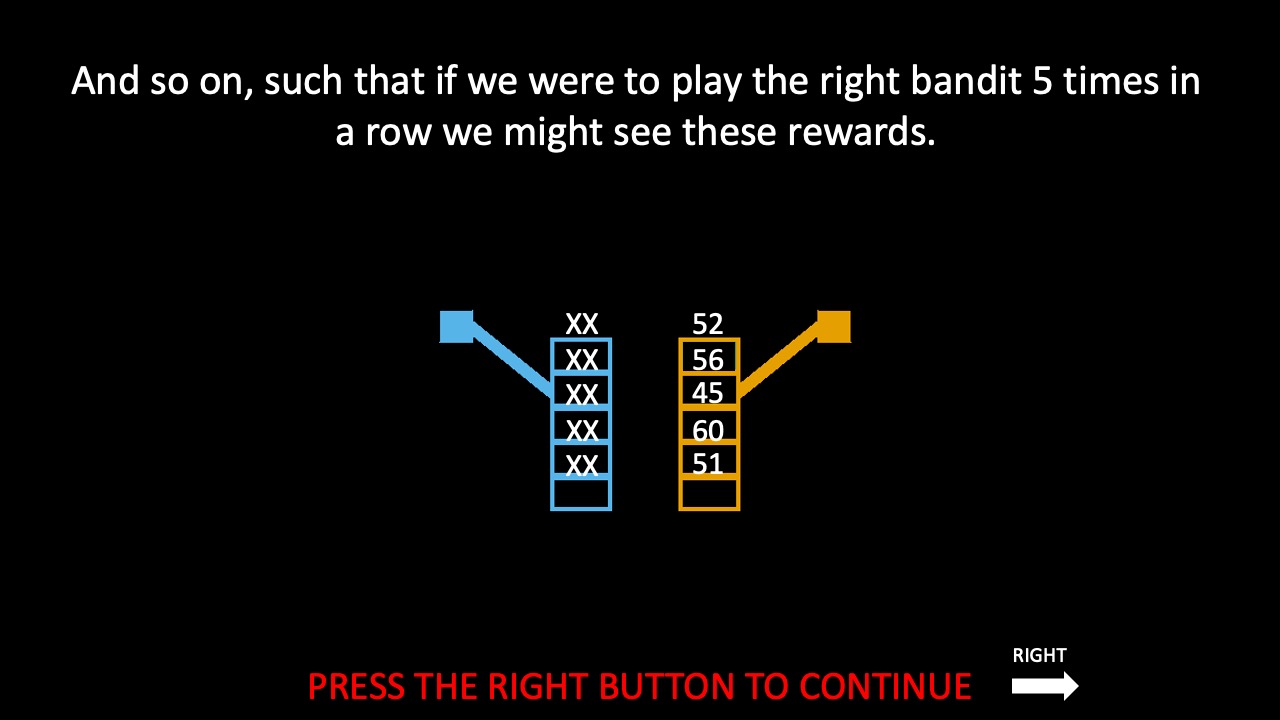 And so on, such that if we were to play the right bandit 5 times in
a row we might see these rewards.
XX 52
XX 56
XX 45
XX 60
XX 51
RIGHT
PRESS THE RIGHT BUTTON TO CONTINUE